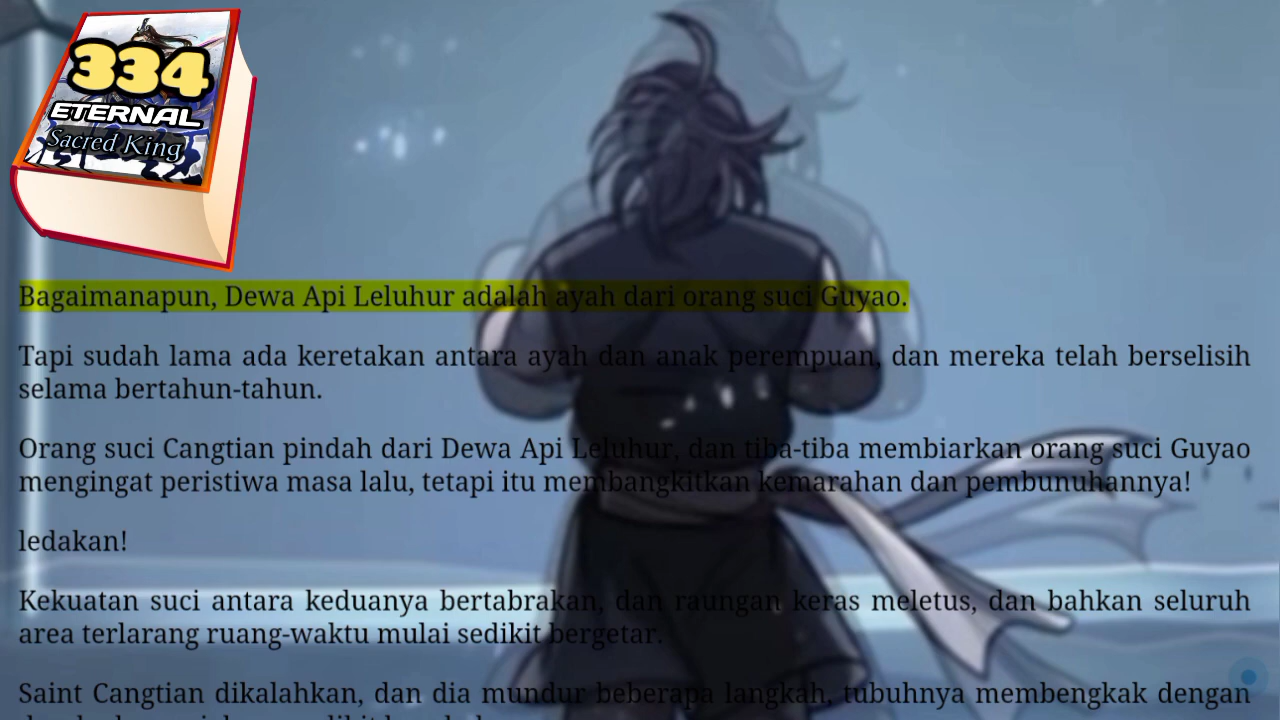 334
ETERNAL
Sacred King
Bagaimanapun, Dewa Api Leluhur adalah ayah dari orang suci Guyao.
Tapi sudah lama ada keretakan antara ayah dan anak perempuan, dan mereka telah berselisih
selama bertahun-tahun.
Orang suci Cangtian pindah dari Dewa Api Leluhur, dan tiba-tiba membiarkan orang suci Guyao
mengingat peristiwa masa lalu, tetapi itu membangkitkan kemarahan dan pembunuhannya!
ledakan!
Kekuatan suci antara keduanya bertabrakan, dan raungan keras meletus, dan bahkan seluruh
area terlarang ruang-waktu mulai sedikit bergetar.
Saint Cangtian dikalahkan, dan dia mundur beberapa langkah, tubuhnya membengkak dengan